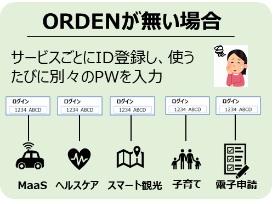 ORDENが無い場合
サービスごとにID登録し、使う
たびに別々のPWを入力
ログイン ログイン ログイン ログイン ログイン
1234 ABCD 1234 ABCD 1234 ABCD 1234 ABCD 1234 ABCD
MaaS ヘルスケア スマート観光 子育て 電子申請